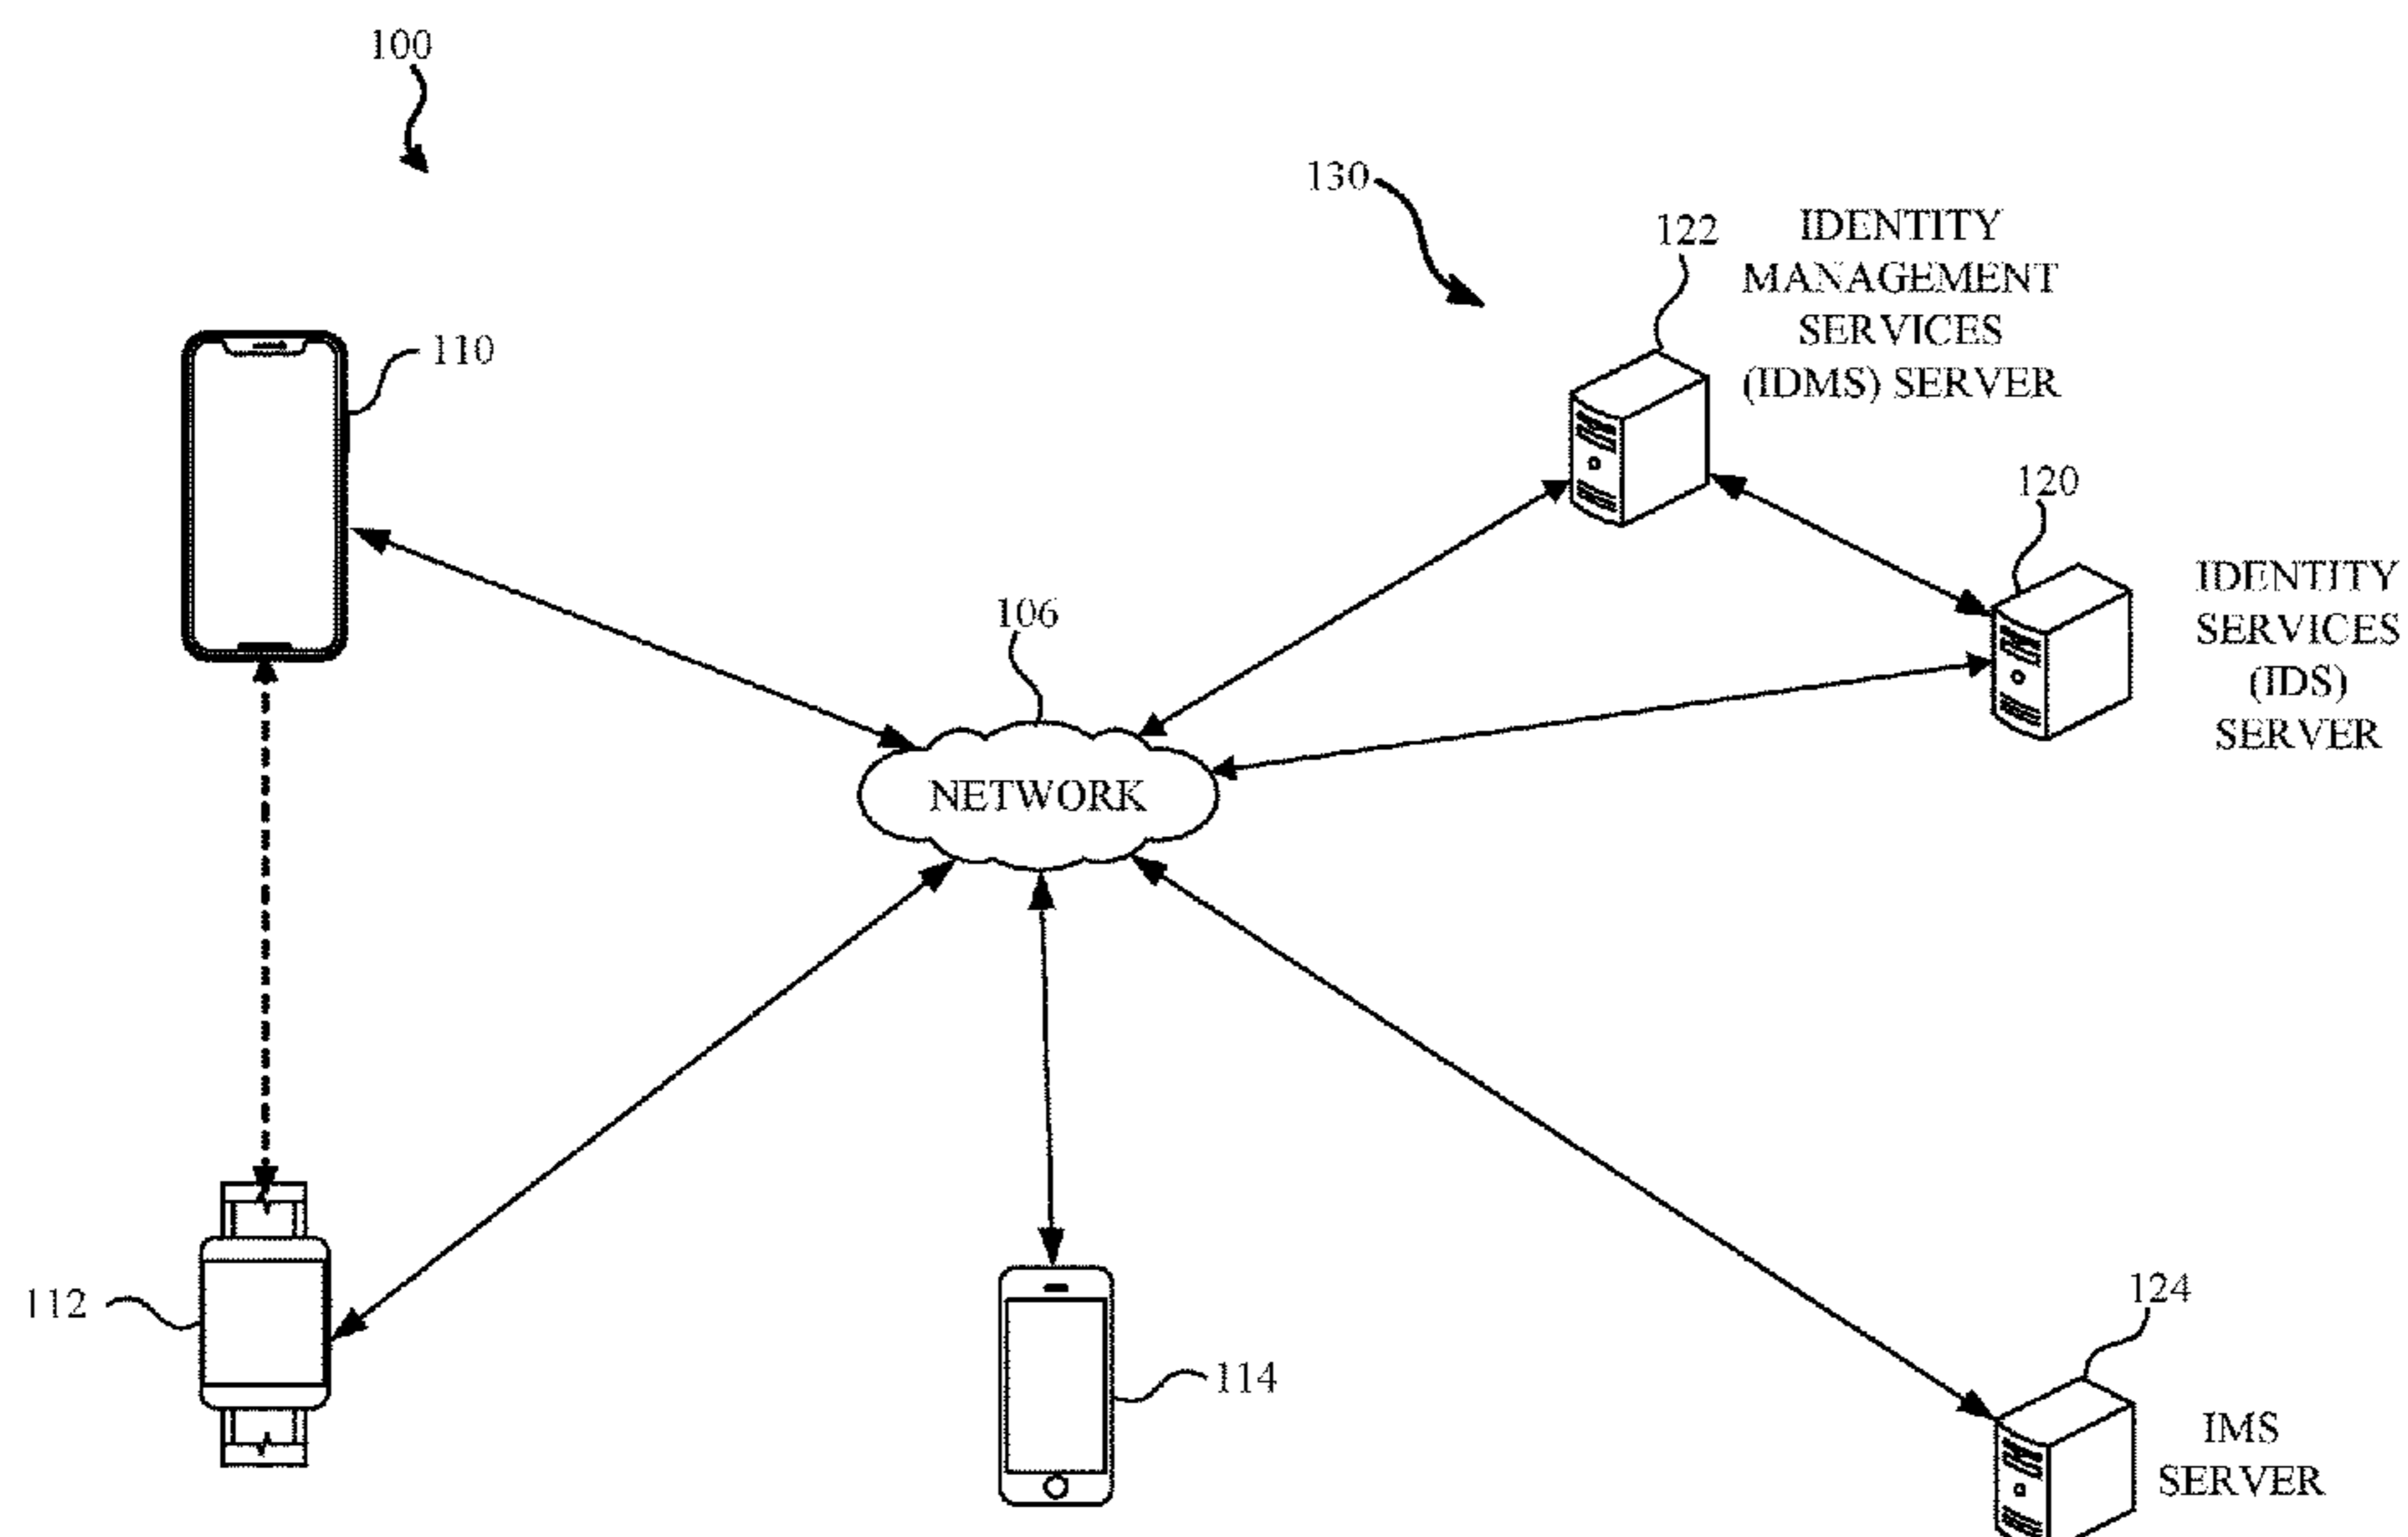 100
130
122
IDENTITY
MANAGEMENT
SERVICES
(IDMS) SERVER
110
120
IDENTITY
SERVICES
(IDS)
SERVER
106
NETWORK
112
114
124
IMS
SERVER